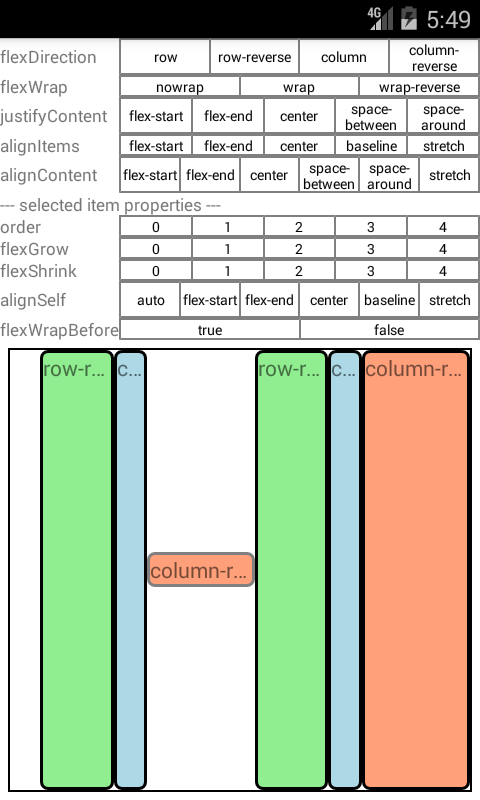 4G 5:49
flexDirection row row-reverse column column-
reverse
flexWrap nowrap wrap wrap-reverse
justifyContent flex-start flex-end center space-
between space-
around
alignItems flex-start flex-end center baseline stretch
alignContent flex-start flex-end center space-
between space-
around stretch
--- selected item properties ---
order 0 1 2 3 4
flexGrow 0 1 2 3 4
flexShrink 0 1 2 3 4
alignSelf auto flex-start flex-end center baseline stretch
flexWrapBefore true false
row-r... c... row-r... c... column-r...
column-r...